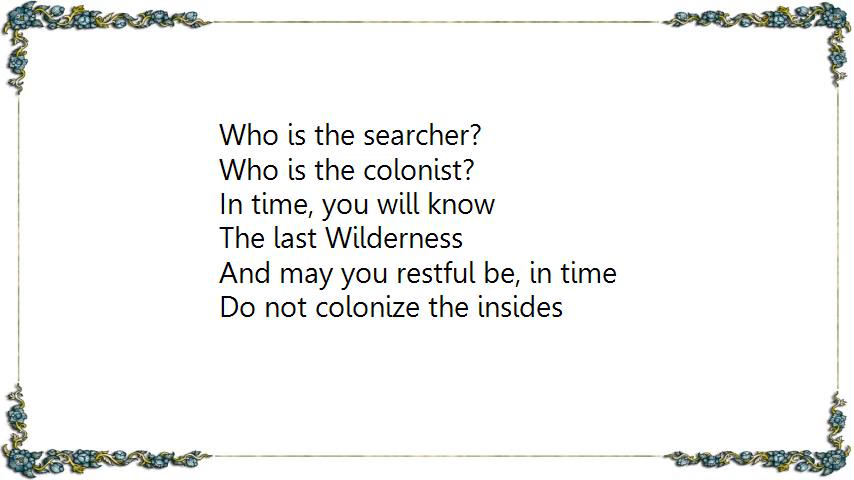 Who is the searcher?
Who is the colonist?
In time, you will know
The last Wilderness
And may you restful be, in time
Do not colonize the insides